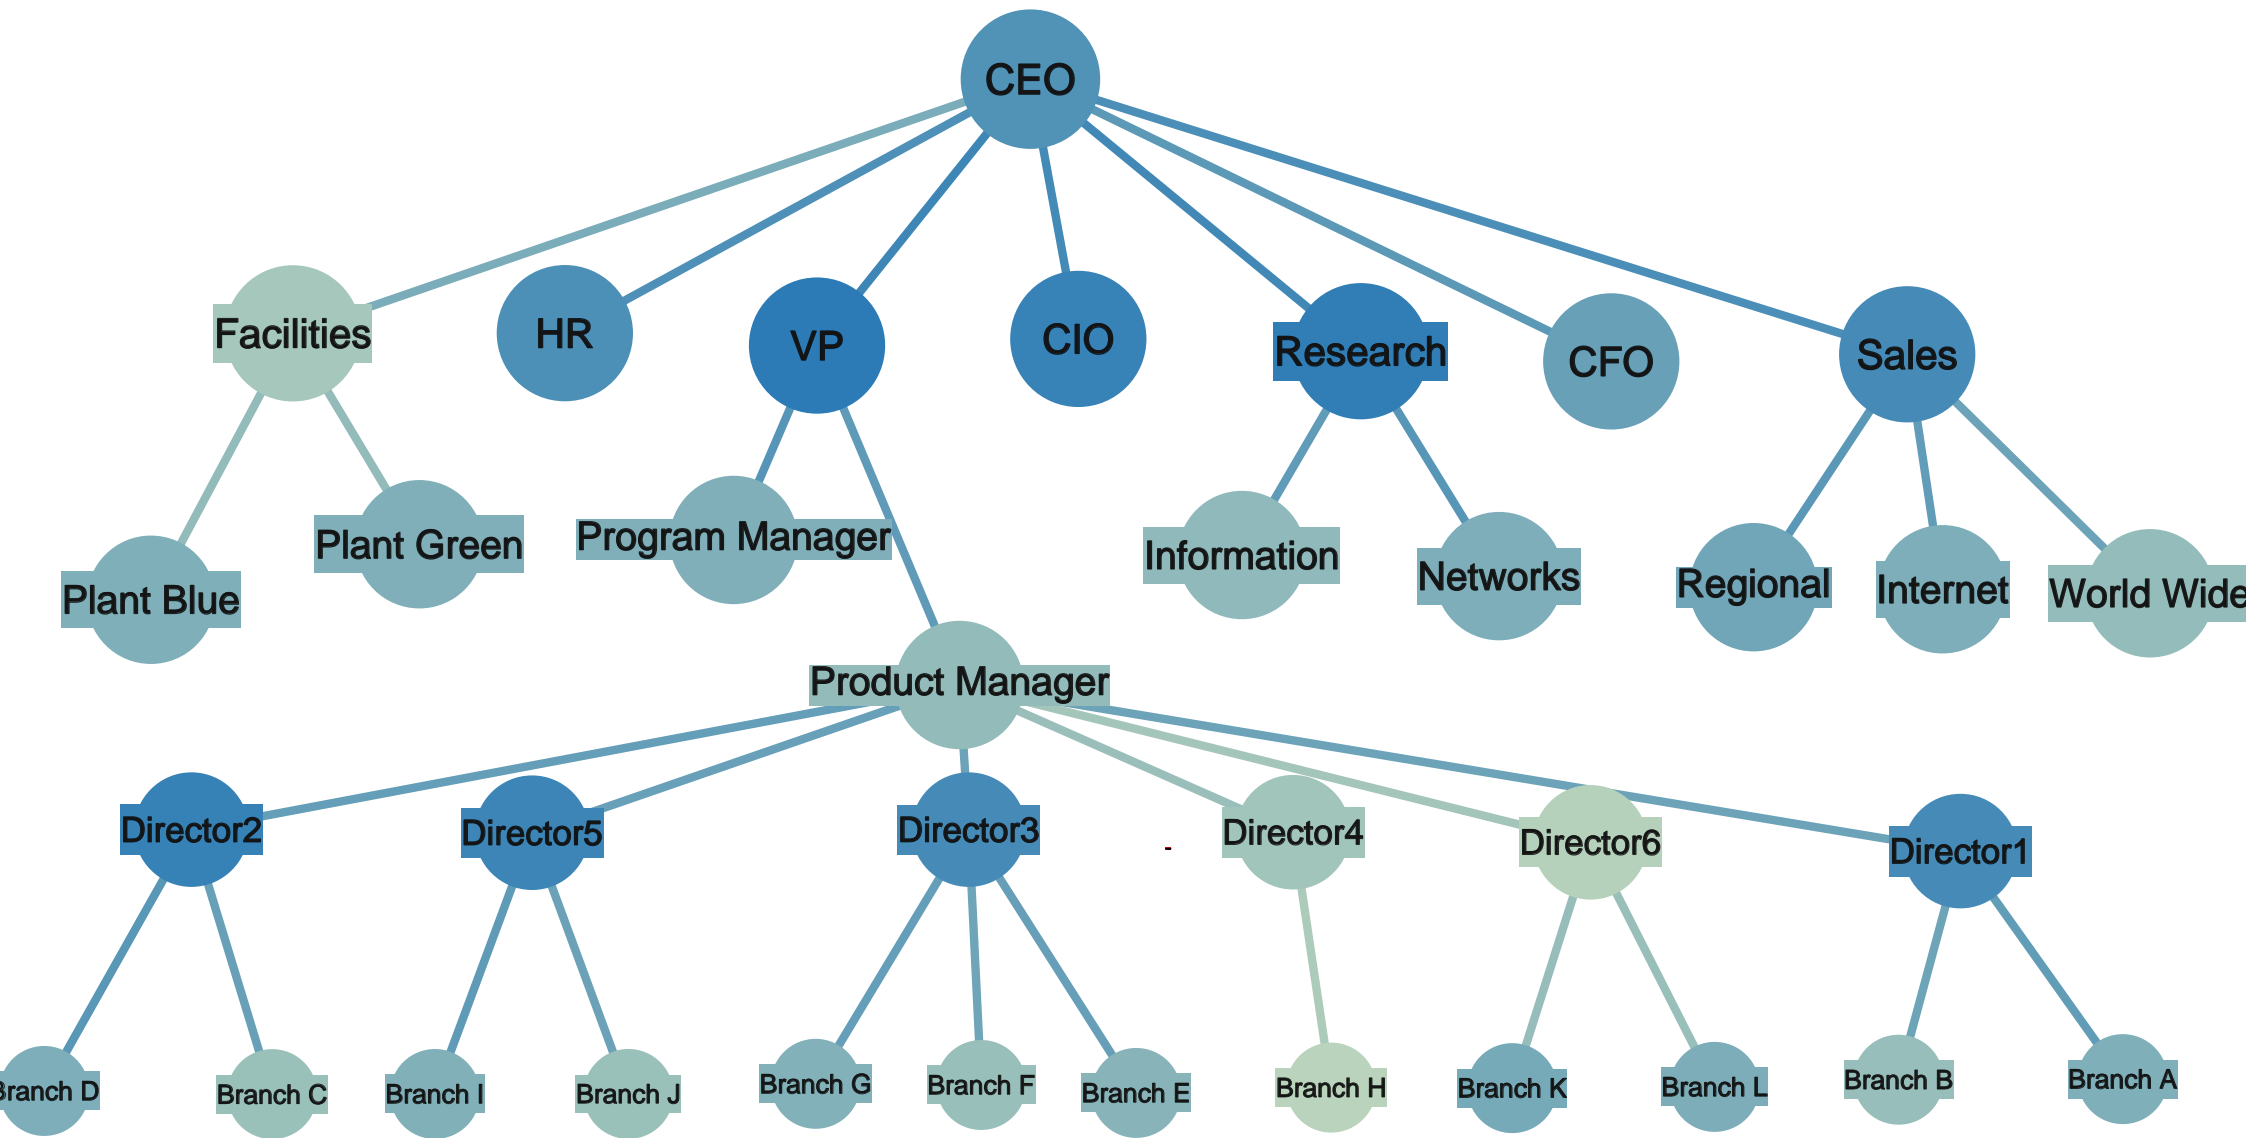 CEO
Facilities
HR
VP
CIO
Research
CFO
Sales
Plant Blue
Plant Green
Program Manager
Information
Networks
Regional
Internet
World Wide
Product Manager
Director2
Director5
Director3
-
Director4
Director6
Director1
Branch D
Branch C
Branch I
Branch J
Branch G
Branch F
Branch E
Branch H
Branch K
Branch L
Branch B
Branch A